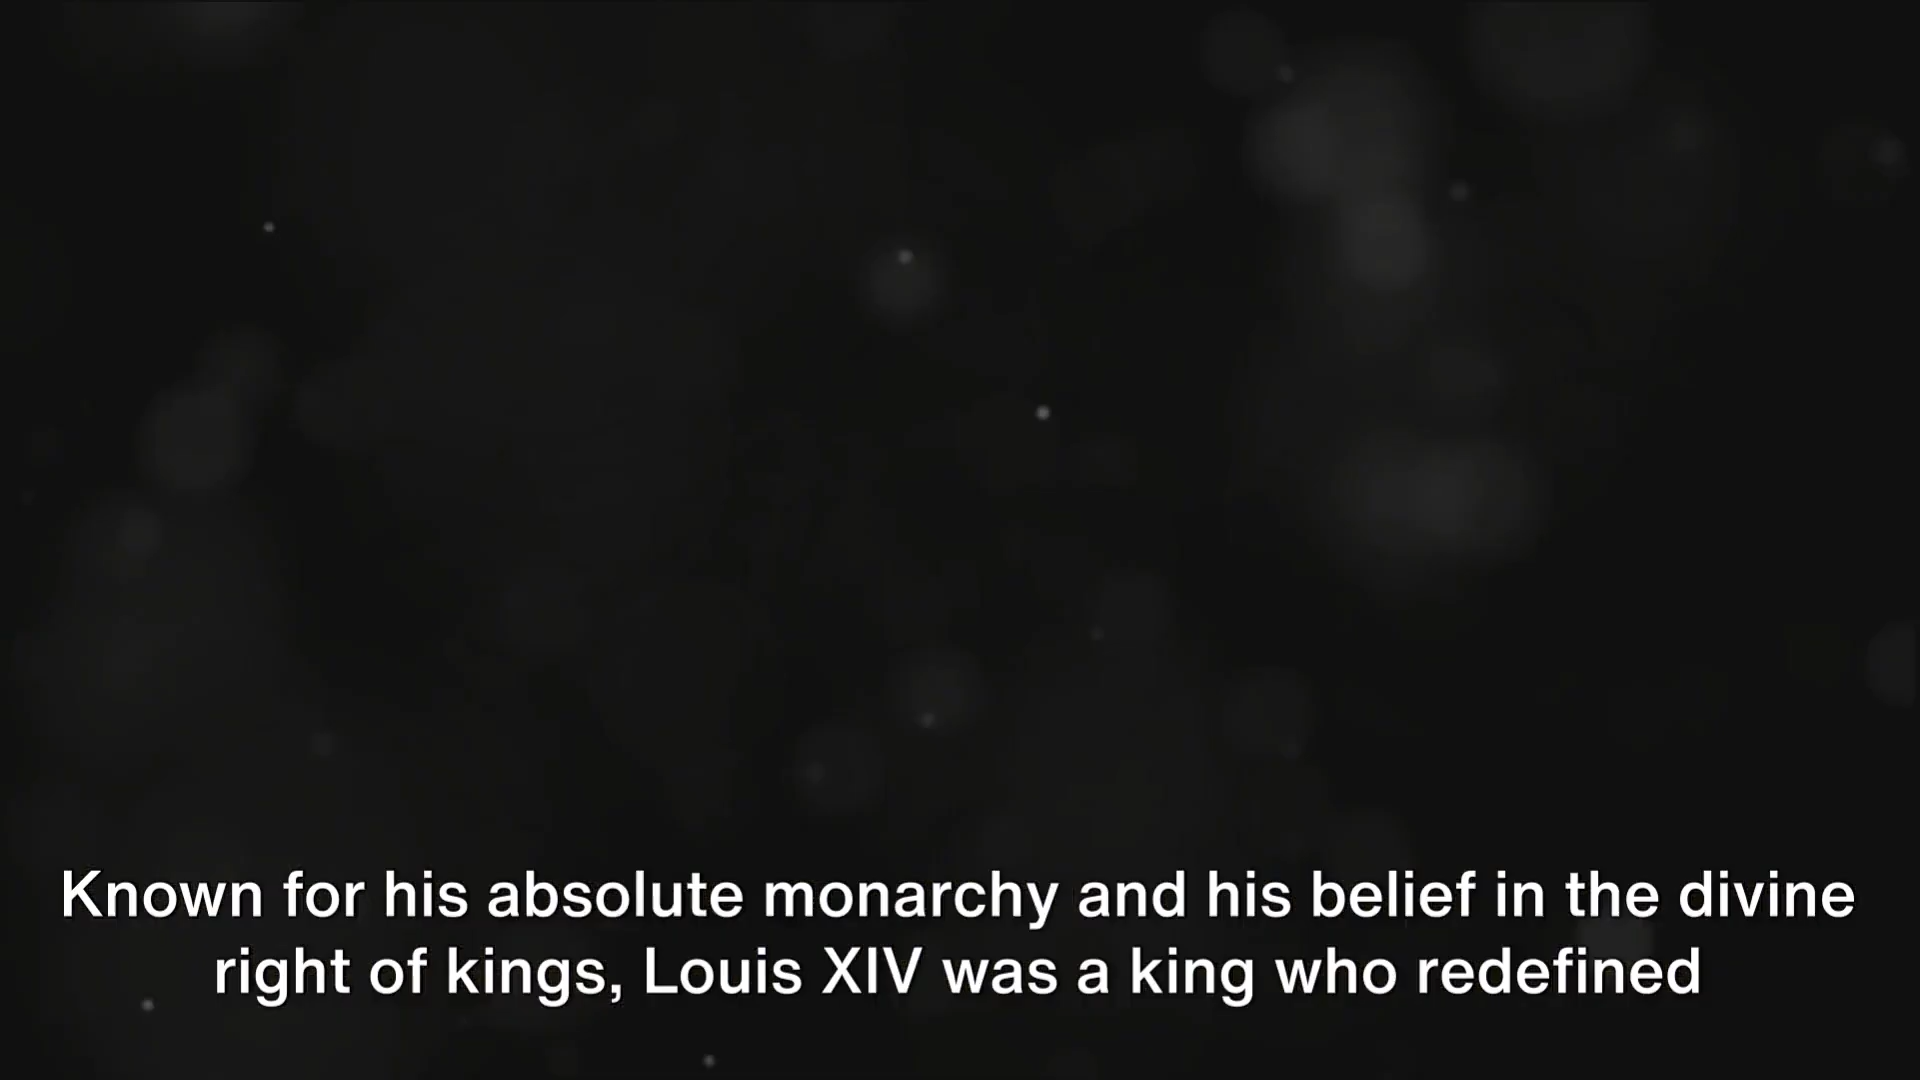 Known for his absolute monarchy and his belief in the divine
right of kings, Louis XIV was a king who redefined